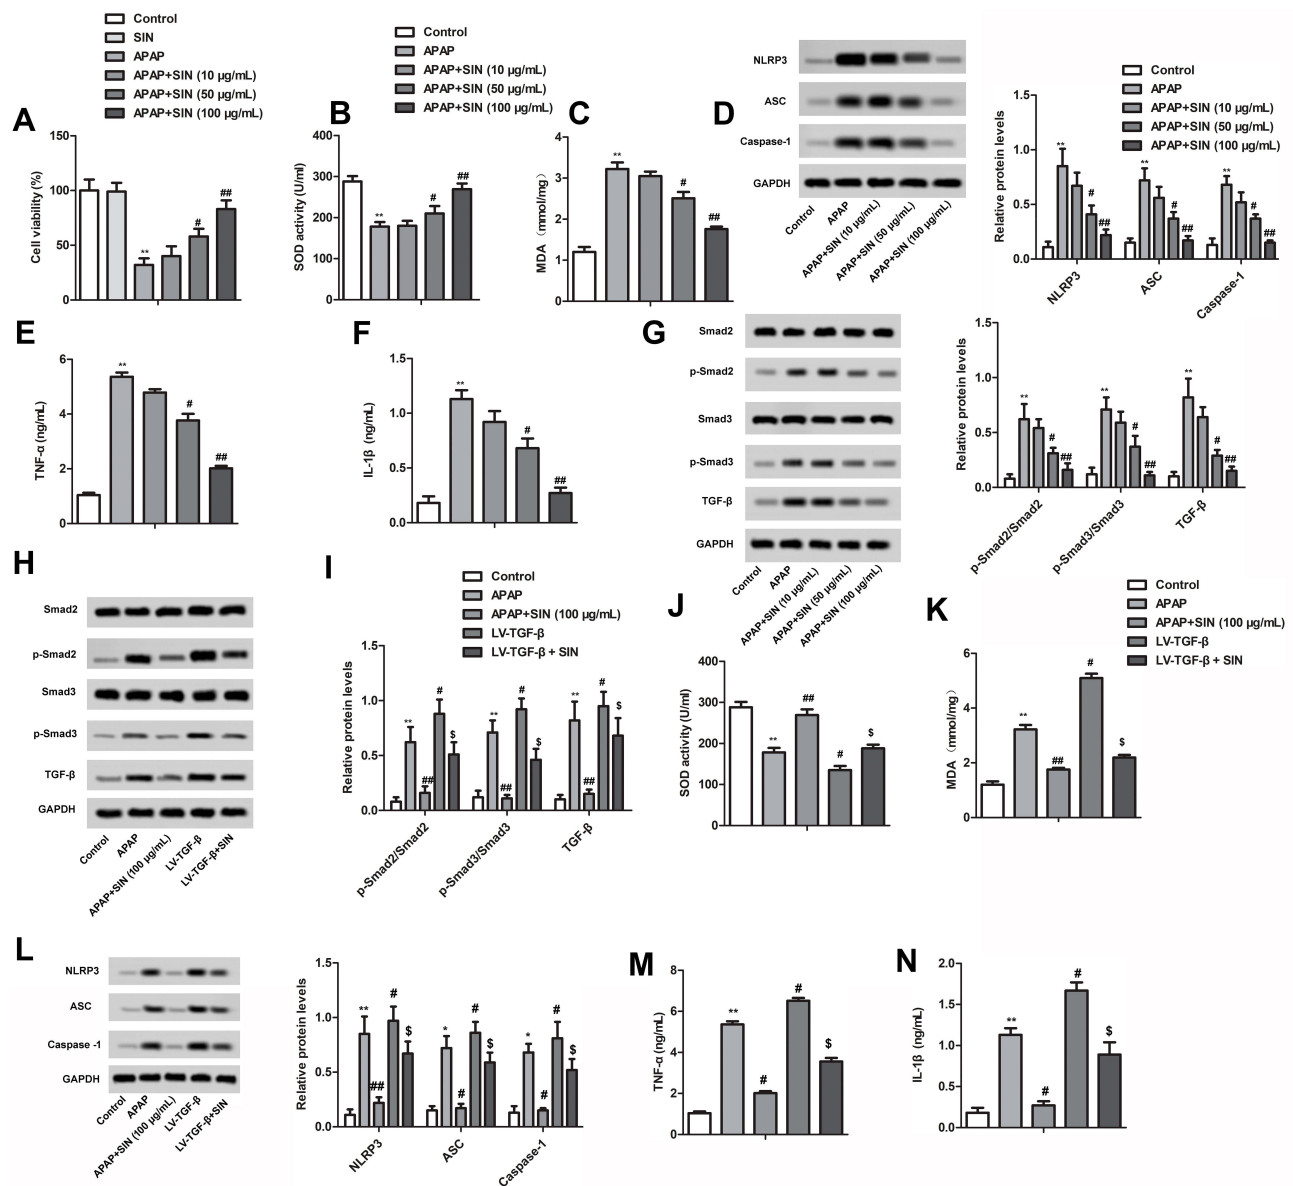 Control
SIN
APAP
APAP+SIN (10 µg/mL)
APAP+SIN (50 µg/mL)
APAP+SIN (100 µg/mL)
A
150
100
50
0
Cell viability (%)
**
#
##
Control
APAP
APAP+SIN (10 µg/mL)
APAP+SIN (50 µg/mL)
APAP+SIN (100 µg/mL)
B
400
300
200
100
0
SOD activity (U/ml)
**
#
##
C
4
3
2
1
0
MDA (mmol/mg)
**
#
##
D
NLRP3
ASC
Caspase-1
GAPDH
Control
APAP
APAP+SIN (10 µg/mL)
APAP+SIN (50 µg/mL)
APAP+SIN (100 µg/mL)
Control
APAP
APAP+SIN (10 µg/mL)
APAP+SIN (50 µg/mL)
APAP+SIN (100 µg/mL)
1.5
1.0
0.5
0.0
Relative protein levels
** # ##
** # ##
** # ##
NLRP3
ASC
Caspase-1
E
6
4
2
0
TNF-α (ng/mL)
**
#
##
F
1.5
1.0
0.5
0.0
IL-1β (ng/mL)
**
#
##
G
Smad2
p-Smad2
Smad3
p-Smad3
TGF-β
GAPDH
Control
APAP
APAP+SIN (10 µg/mL)
APAP+SIN (50 µg/mL)
APAP+SIN (100 µg/mL)
1.5
1.0
0.5
0.0
Relative protein levels
** # ##
** # ##
** # ##
p-Smad2/Smad2
p-Smad3/Smad3
TGF-β
H
Smad2
p-Smad2
Smad3
p-Smad3
TGF-β
GAPDH
Control
APAP
APAP+SIN (100 µg/mL)
LV-TGF-β
LV-TGF-β+SIN
I
Control
APAP
APAP+SIN (100 µg/mL)
LV-TGF-β
LV-TGF-β + SIN
1.5
1.0
0.5
0.0
Relative protein levels
** ## # $
** ## # $
** ## # $
p-Smad2/Smad2
p-Smad3/Smad3
TGF-β
J
400
300
200
100
0
SOD activity (U/ml)
**
##
#
$
K
Control
APAP
APAP+SIN (100 µg/mL)
LV-TGF-β
LV-TGF-β + SIN
6
4
2
0
MDA (mmol/mg)
**
##
#
$
L
NLRP3
ASC
Caspase -1
GAPDH
Control
APAP
APAP+SIN (100 µg/mL)
LV-TGF-β
LV-TGF-β+SIN
1.5
1.0
0.5
0.0
Relative protein levels
** ## # $
* # # $
* # # $
NLRP3
ASC
Caspase-1
M
8
6
4
2
0
TNF-α (ng/mL)
**
#
#
$
N
2.0
1.5
1.0
0.5
0.0
IL-1β (ng/mL)
**
#
#
$